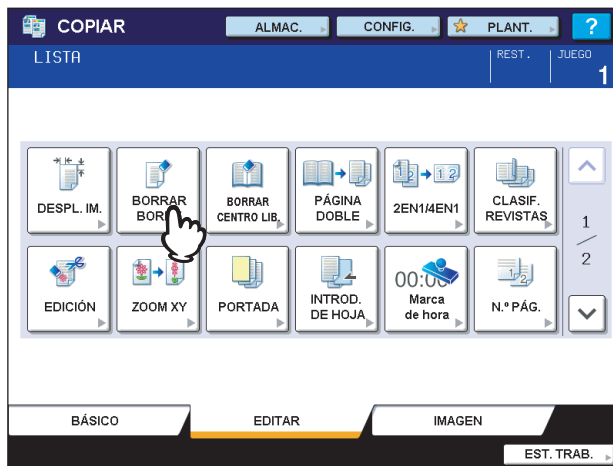 COPIAR
ALMAC.
CONFIG.
PLANT.
?
LISTA
REST.
JUEGO
1
DESPL. IM.
BORRAR
CENTRO LIB.
PÁGINA
DOBLE
2EN1/4EN1
CLASIF.
REVISTAS
BORRAR
1
2
EDICIÓN
ZOOM XY
PORTADA
INTROD.
DE HOJA
Marca
de hora
N.º PÁG.
BÁSICO
EDITAR
IMAGEN
EST. TRAB.